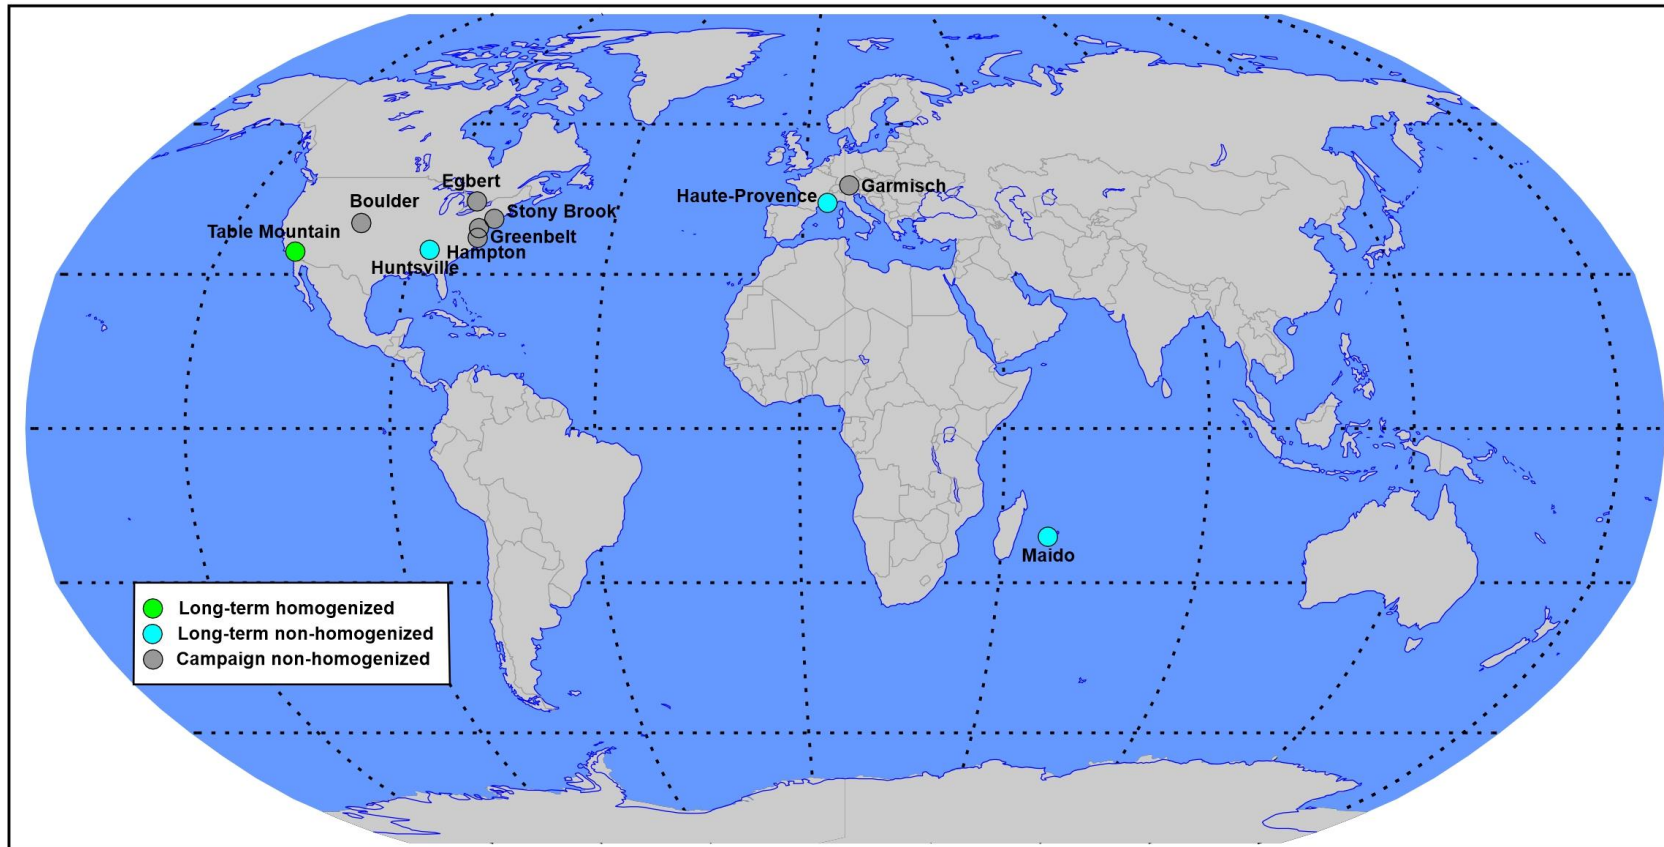 Egbert
Boulder
Stony Brook
Table Mountain
Greenbelt
Hampton
Huntsville
Haute-Provence
Garmisch
Maido
Long-term homogenized
Long-term non-homogenized
Campaign non-homogenized